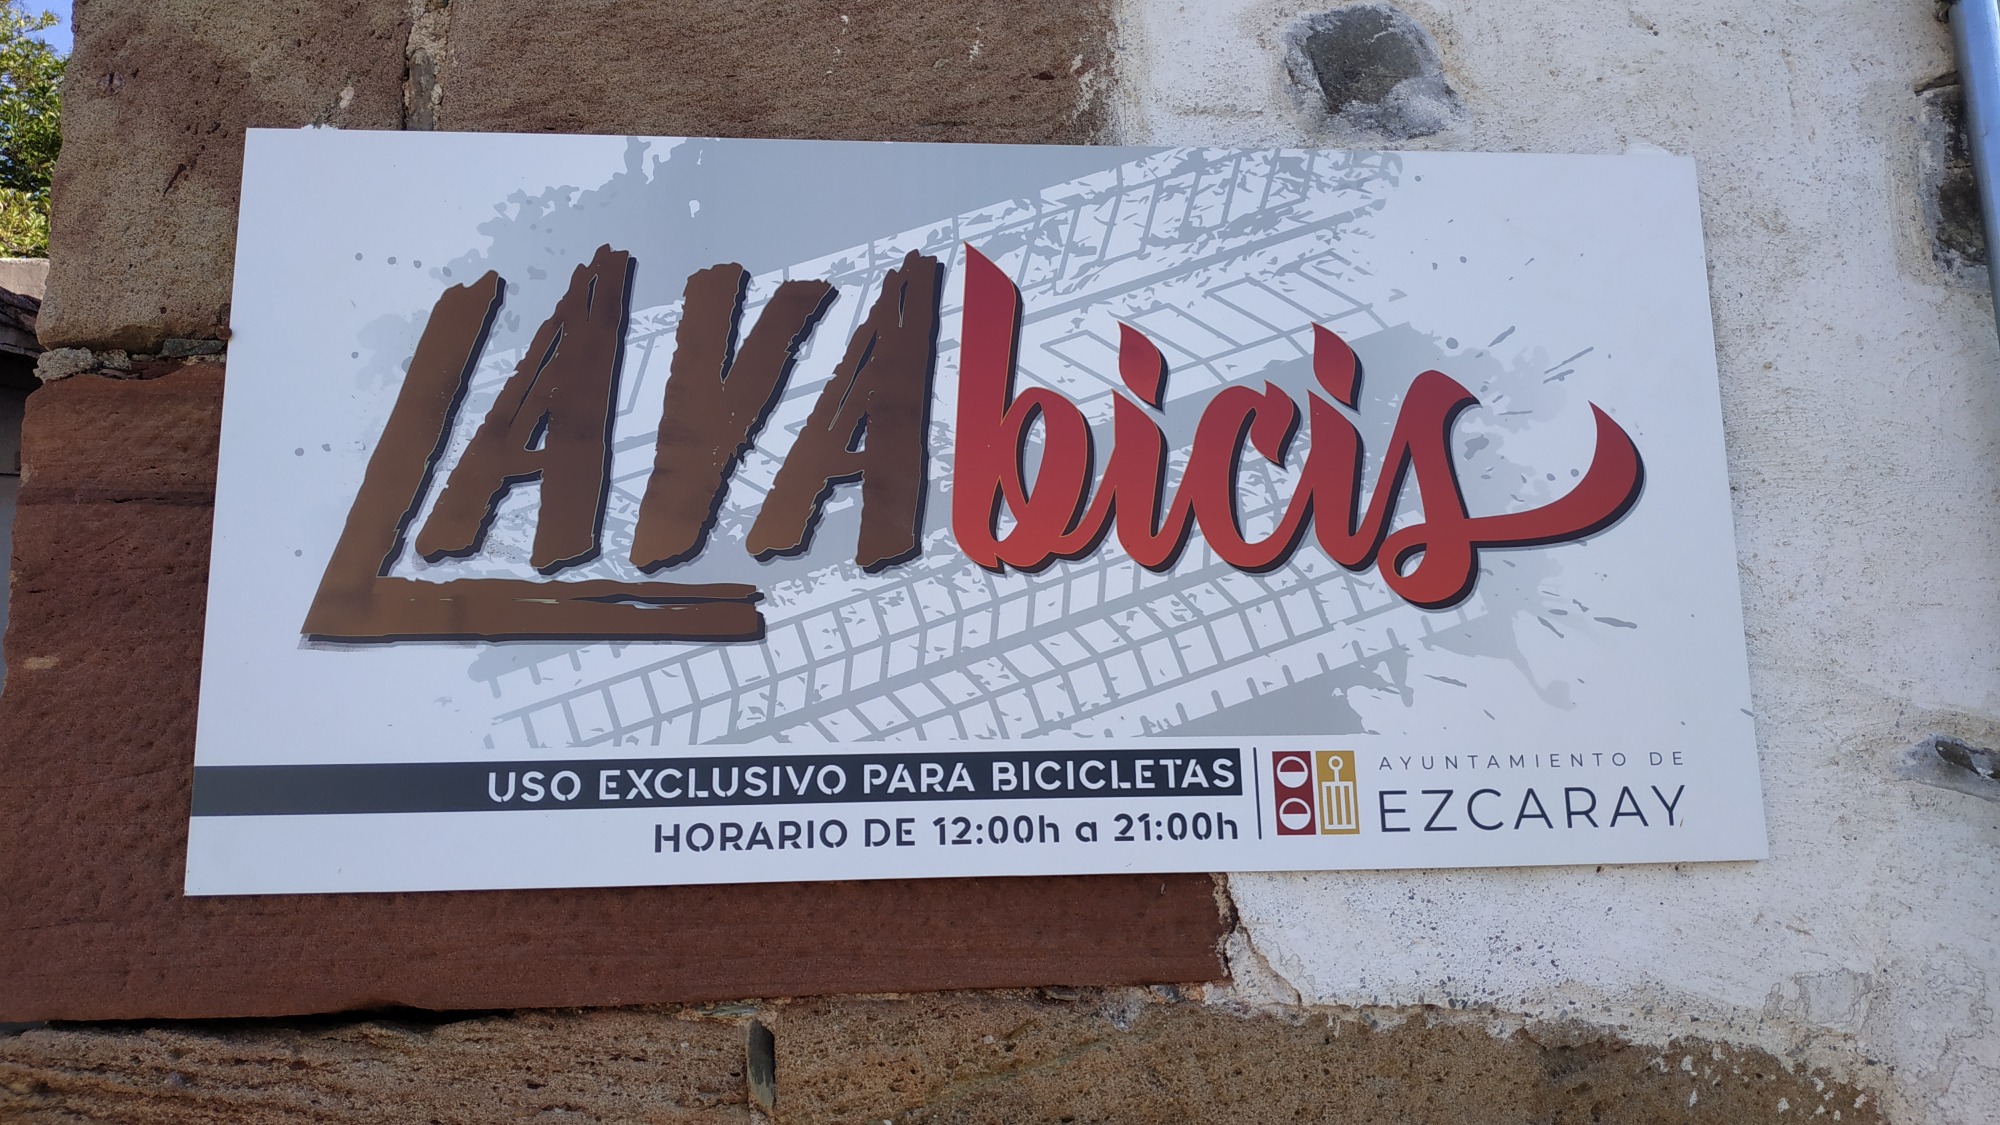 LAVAbicis
USO EXCLUSIVO PARA BICICLETAS
HORARIO DE 12:00h a 21:00h
AYUNTAMIENTO DE
EZCARAY